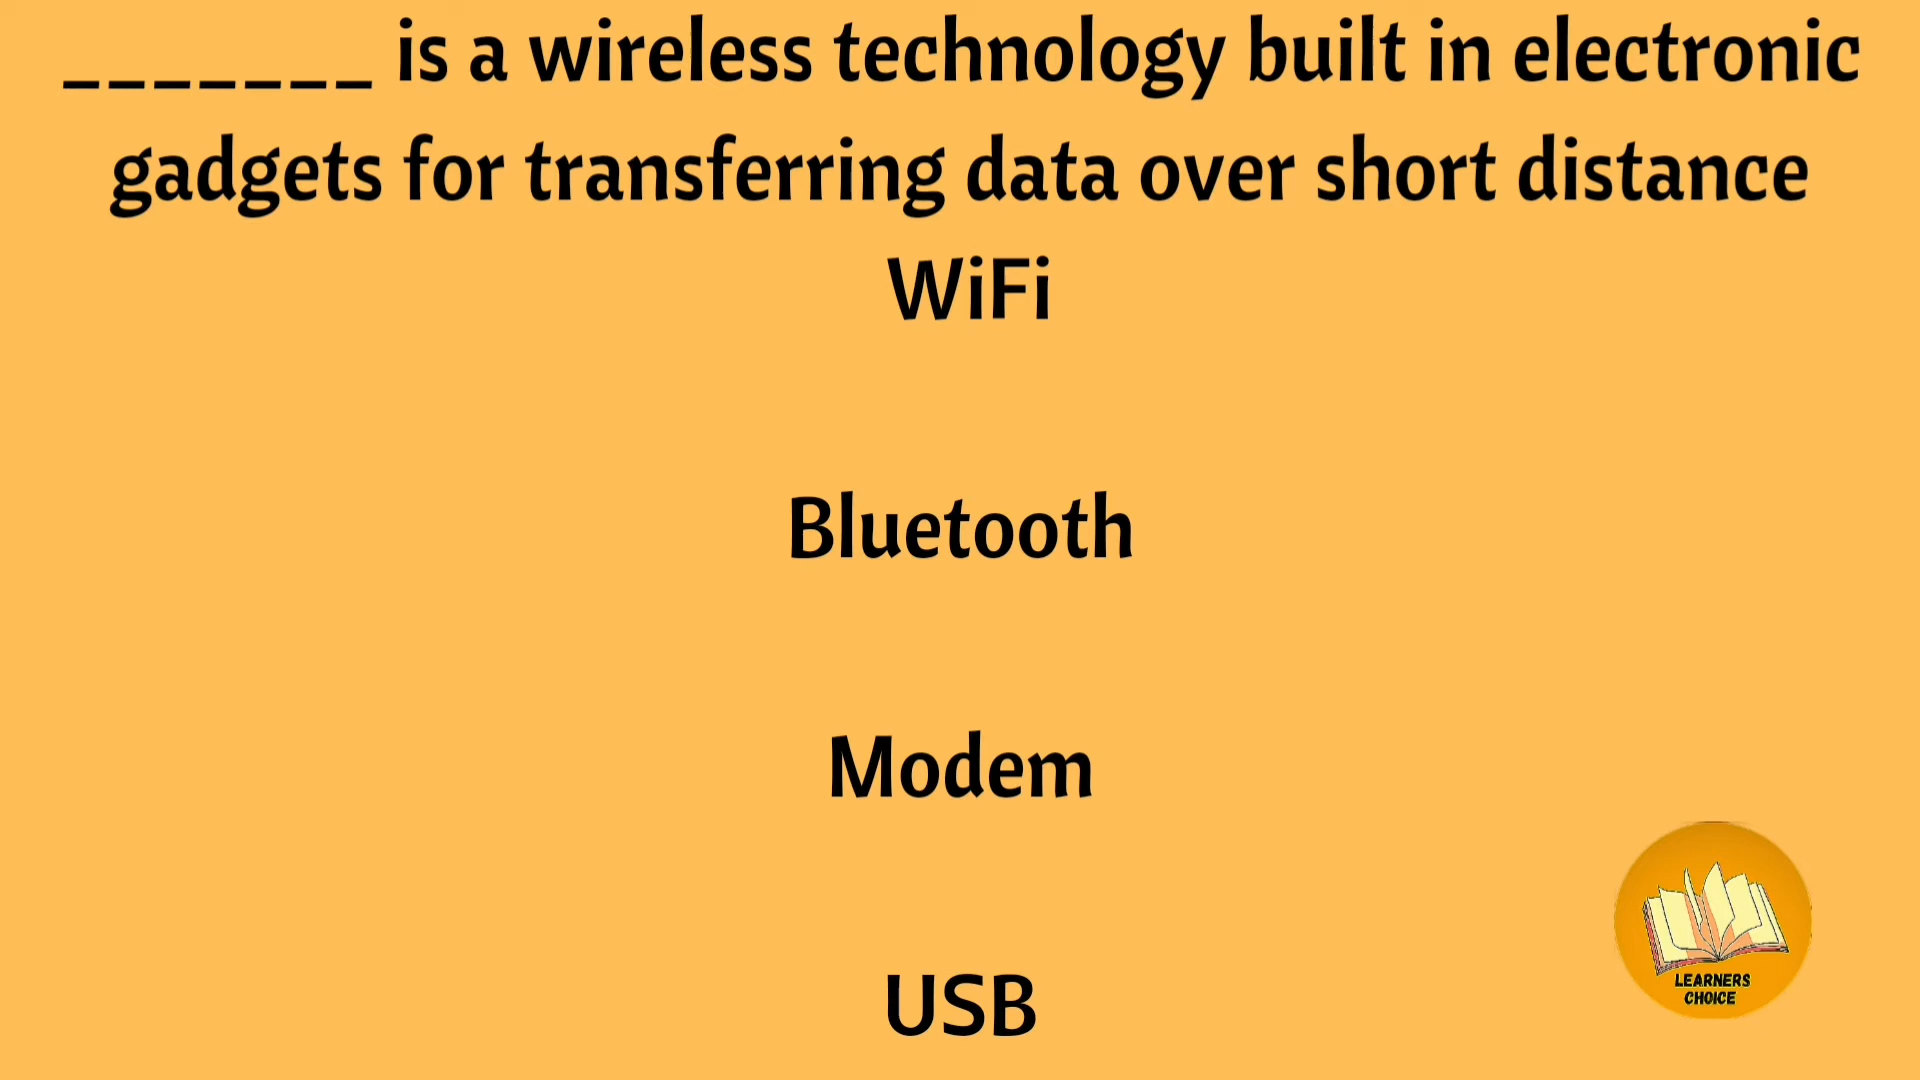 _______ is a wireless technology built in electronic
gadgets for transferring data over short distance
WiFi
Bluetooth
Modem
USB
LEARNERS
CHOICE